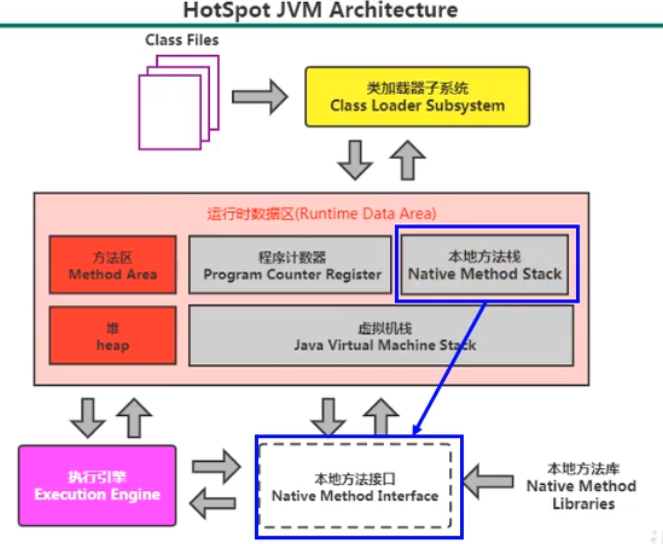 HotSpot JVM Architecture
Class Files
类加载器子系统
Class Loader Subsystem
运行时数据区(Runtime Data Area)
方法区
Method Area
程序计数器
Program Counter Register
本地方法栈
Native Method Stack
堆
heap
虚拟机栈
Java Virtual Machine Stack
执行引擎
Execution Engine
本地方法接口
Native Method Interface
本地方法库
Native Method
Libraries